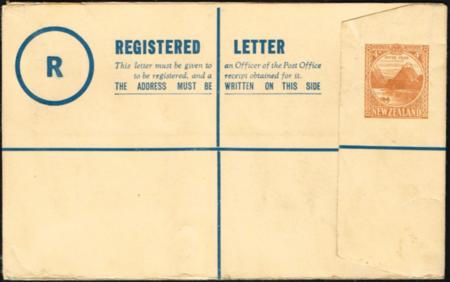 R
REGISTERED LETTER
This letter must be given to an Officer of the Post Office
to be registered, and a receipt obtained for it.
THE ADDRESS MUST BE WRITTEN ON THIS SIDE
NEW ZEALAND